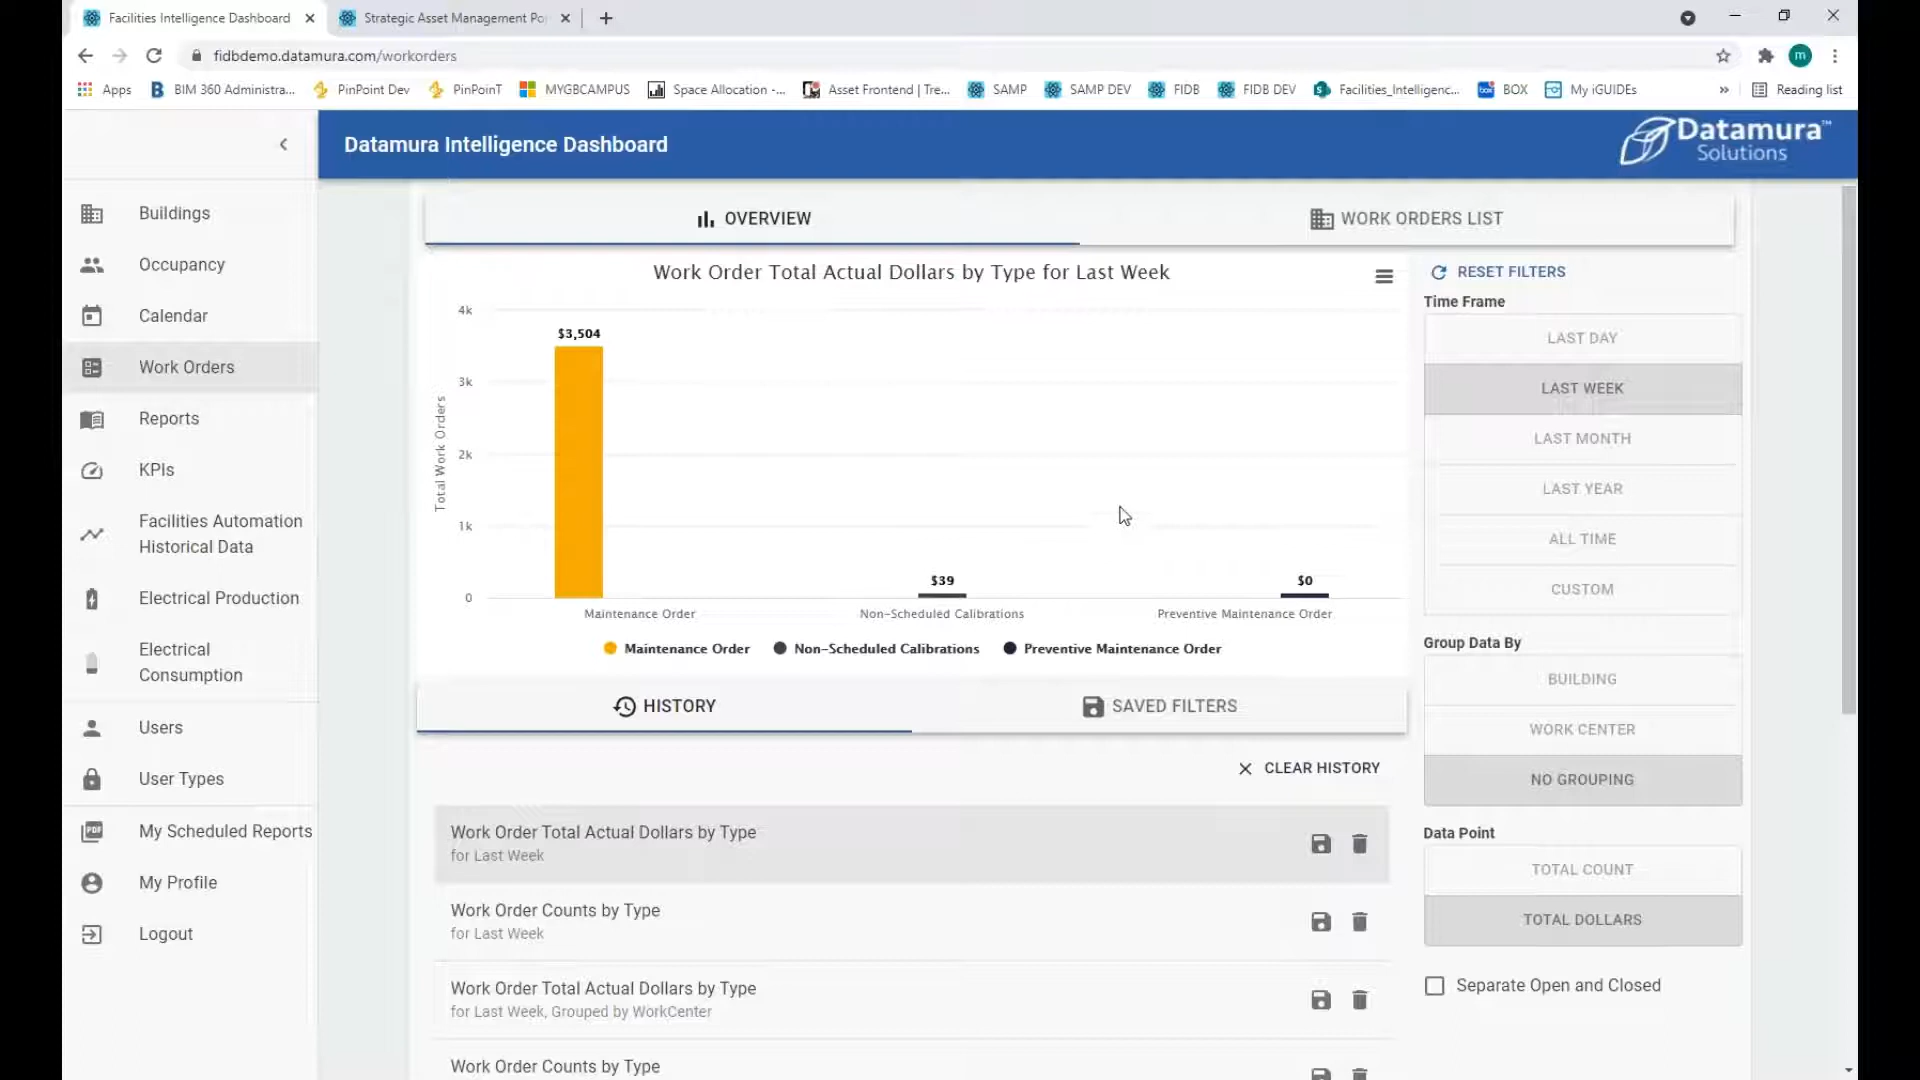 Facilities Intelligence Dashboard
Strategic Asset Management Po
fidbdemo.datamura.com/workorders
m
Apps
BIM 360 Administra...
PinPoint Dev
PinPoinT
MYGBCAMPUS
Space Allocation -...
Asset Frontend | Tre...
SAMP
SAMP DEV
FIDB
FIDB DEV
Facilities_Intelligenc...
BOX
My iGUIDEs
Reading list
Datamura Intelligence Dashboard
Datamura™
Solutions
Buildings
Occupancy
Calendar
Work Orders
Reports
KPIs
Facilities Automation
Historical Data
Electrical Production
Electrical
Consumption
Users
User Types
My Scheduled Reports
My Profile
Logout
OVERVIEW
WORK ORDERS LIST
Work Order Total Actual Dollars by Type for Last Week
Total Work Orders
4k
3k
2k
1k
0
$3,504
$39
$0
Maintenance Order
Non-Scheduled Calibrations
Preventive Maintenance Order
Maintenance Order
Non-Scheduled Calibrations
Preventive Maintenance Order
HISTORY
SAVED FILTERS
CLEAR HISTORY
Work Order Total Actual Dollars by Type
for Last Week
Work Order Counts by Type
for Last Week
Work Order Total Actual Dollars by Type
for Last Week, Grouped by WorkCenter
Work Order Counts by Type
RESET FILTERS
Time Frame
LAST DAY
LAST WEEK
LAST MONTH
LAST YEAR
ALL TIME
CUSTOM
Group Data By
BUILDING
WORK CENTER
NO GROUPING
Data Point
TOTAL COUNT
TOTAL DOLLARS
Separate Open and Closed